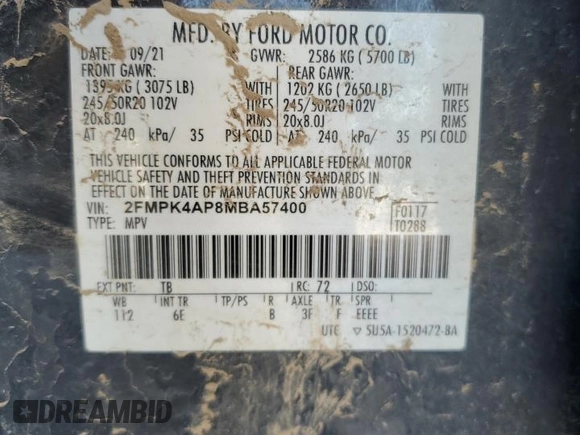 MFD. BY FORD MOTOR CO.
DATE: 09/21 GVWR: 2586 KG ( 5700 LB)
FRONT GAWR: REAR GAWR:
1395 KG ( 3075 LB) WITH 1202 KG ( 2650 LB) WITH
245/50R20 102V TIRES 245/50R20 102V TIRES
20x8.0J RIMS 20x8.0J RIMS
AT 240 kPa/ 35 PSI COLD AT 240 kPa/ 35 PSI COLD
THIS VEHICLE CONFORMS TO ALL APPLICABLE FEDERAL MOTOR
VEHICLE SAFETY AND THEFT PREVENTION STANDARDS IN
EFFECT ON THE DATE OF MANUFACTURE SHOWN ABOVE.
VIN: 2FMPK4AP8MBA57400 F0117
TYPE: MPV T0288
EXT PNT: TB RC: 72 DSO:
WB INT TR TP/PS R AXLE TR SPR
112 6E B 3F F EEEE
UTC ▽ 5U5A-1520472-BA
DREAMBID